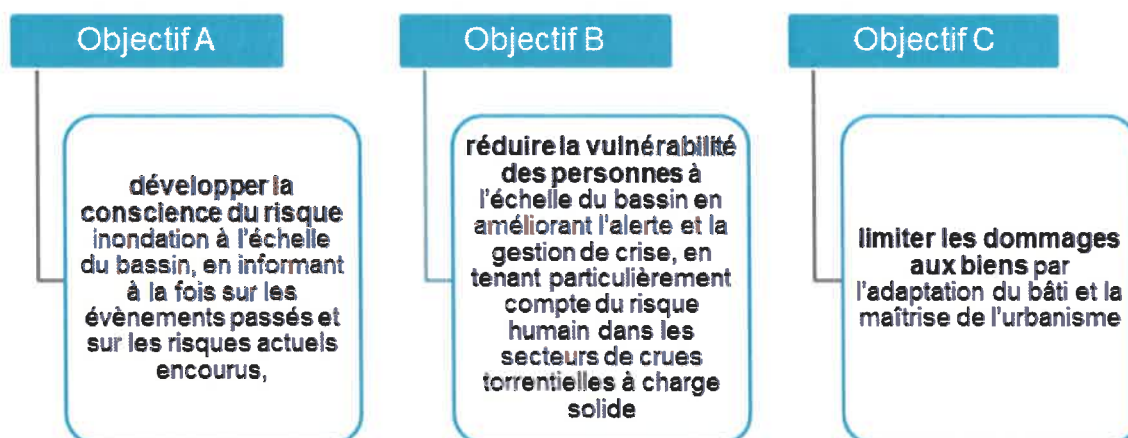 Objectif A
développer la
conscience du risque
inondation à l'échelle
du bassin, en informant
à la fois sur les
évènements passés et
sur les risques actuels
encourus,
Objectif B
réduire la vulnérabilité
des personnes à
l'échelle du bassin en
améliorant l'alerte et la
gestion de crise, en
tenant particulièrement
compte du risque
humain dans les
secteurs de crues
torrentielles à charge
solide
Objectif C
limiter les dommages
aux biens par
l'adaptation du bâti et la
maîtrise de l'urbanisme